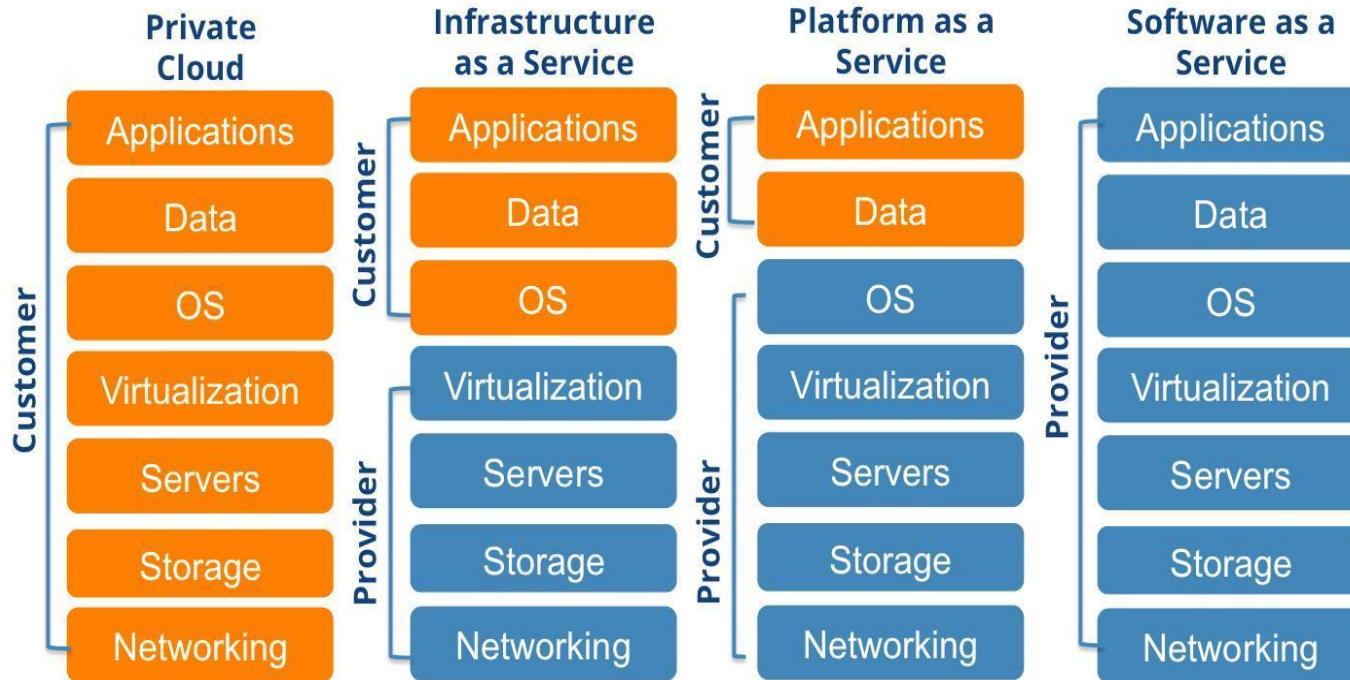 Private
Cloud
Customer
Applications
Data
OS
Virtualization
Servers
Storage
Networking
Infrastructure
as a Service
Customer
Applications
Data
OS
Provider
Virtualization
Servers
Storage
Networking
Platform as a
Service
Customer
Applications
Data
Provider
OS
Virtualization
Servers
Storage
Networking
Software as a
Service
Provider
Applications
Data
OS
Virtualization
Servers
Storage
Networking